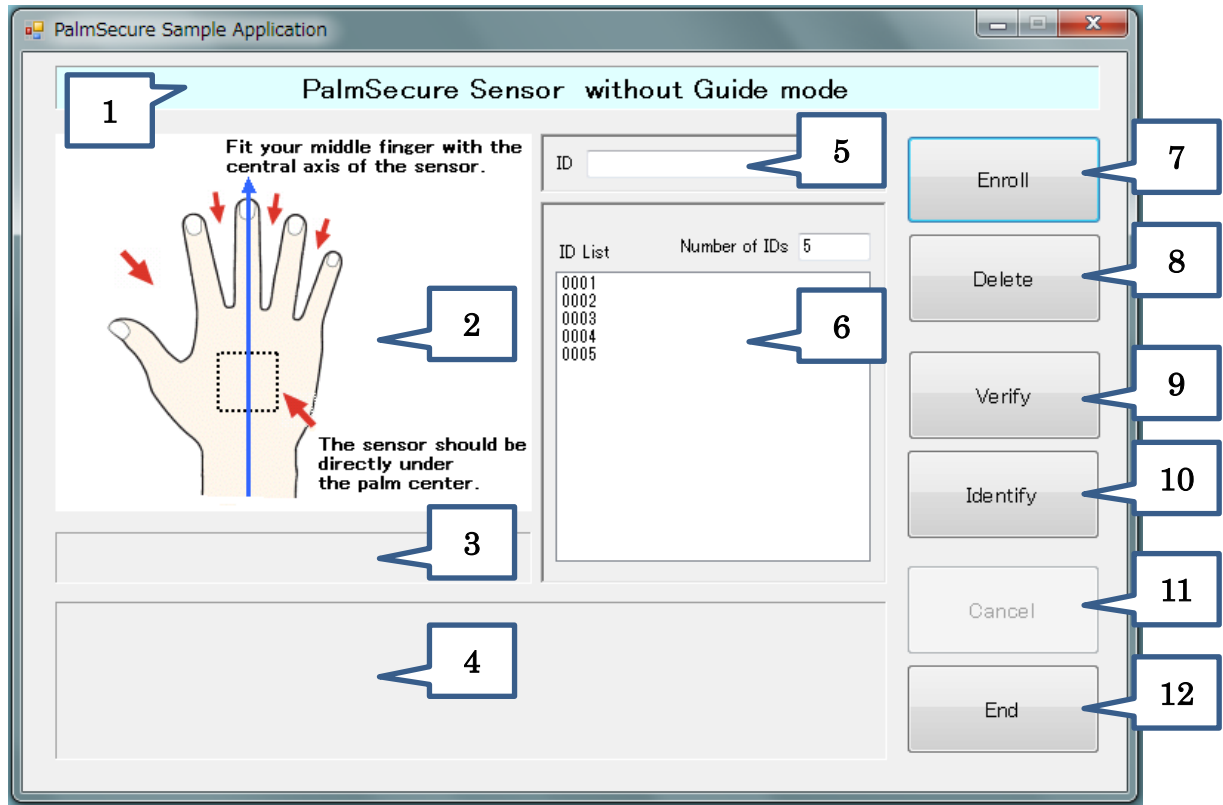 PalmSecure Sample Application
PalmSecure Sensor without Guide mode
1
Fit your middle finger with the
central axis of the sensor.
2
The sensor should be
directly under
the palm center.
3
4
ID
5
ID List
Number of IDs 5
0001
0002
0003
0004
0005
6
Enroll
7
Delete
8
Verify
9
Identify
10
Cancel
11
End
12